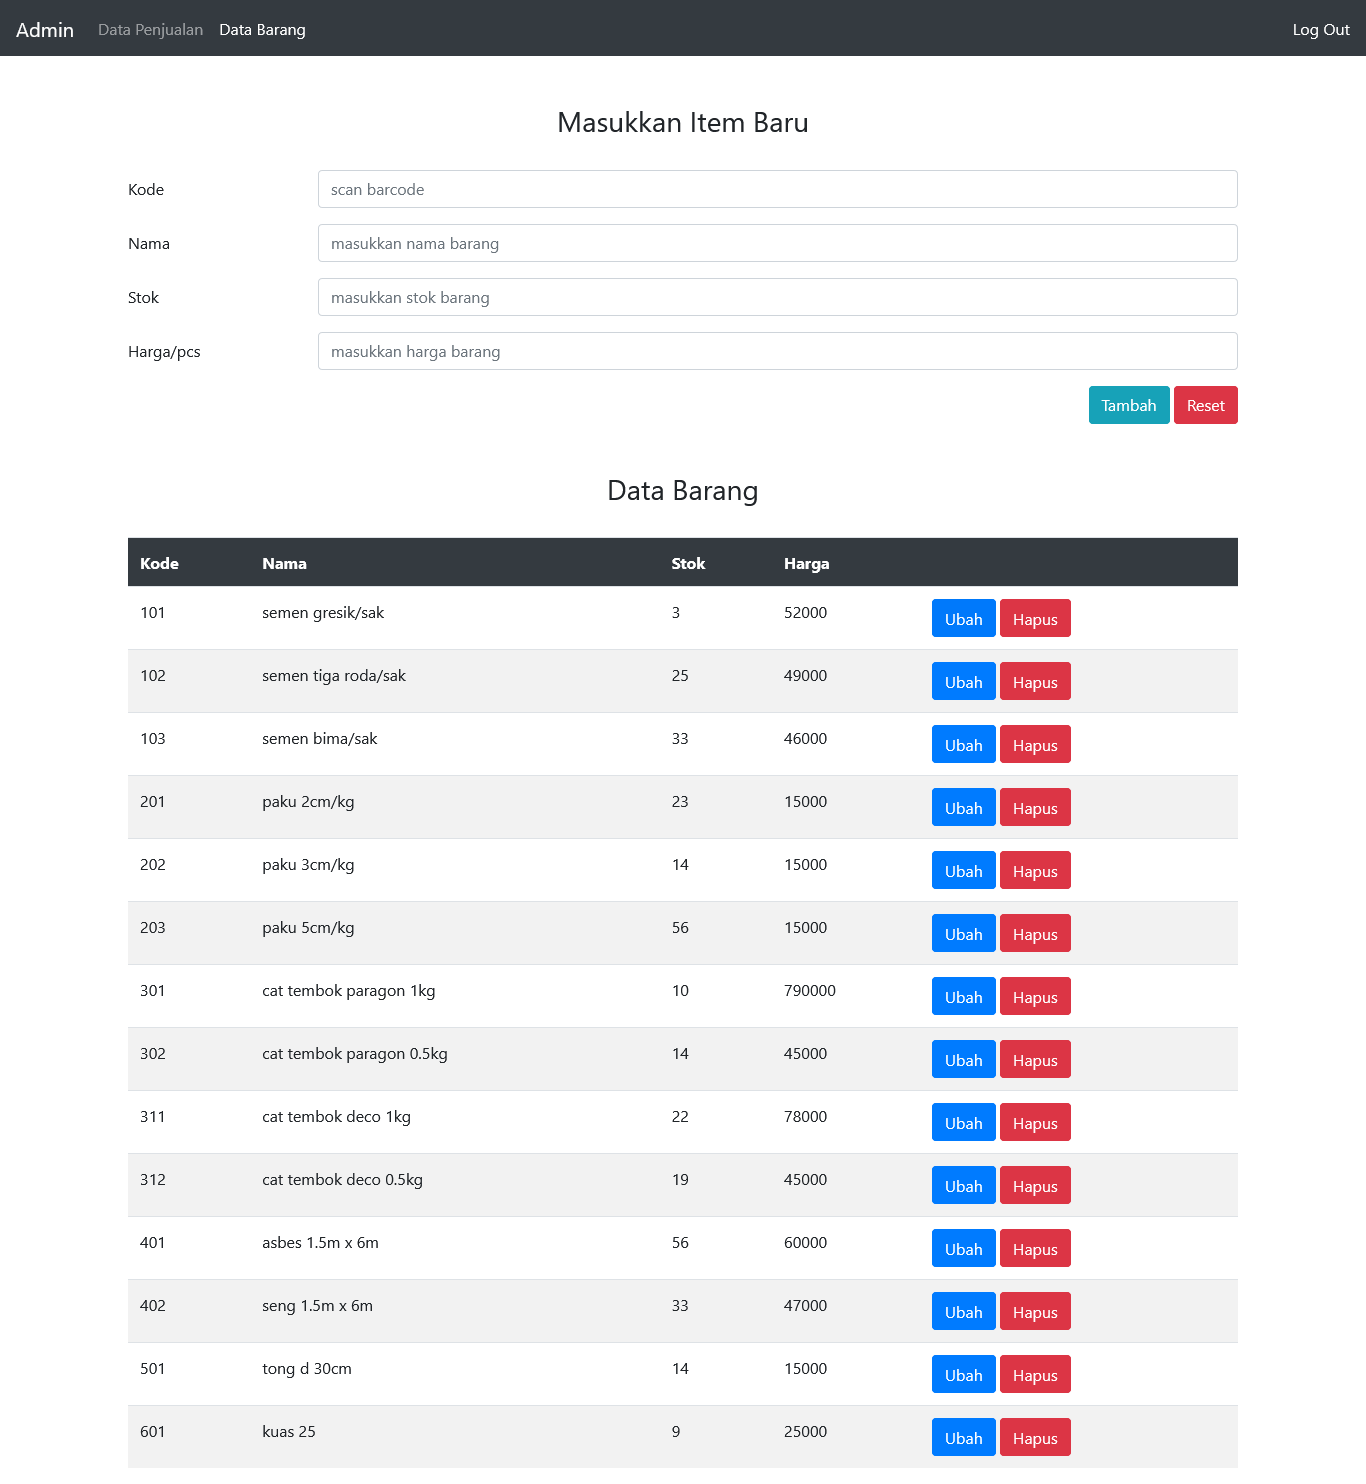 Admin Data Penjualan Data Barang Log Out
Masukkan Item Baru
Kode scan barcode
Nama masukkan nama barang
Stok masukkan stok barang
Harga/pcs masukkan harga barang
Tambah Reset
Data Barang
Kode Nama Stok Harga
101 semen gresik/sak 3 52000 Ubah Hapus
102 semen tiga roda/sak 25 49000 Ubah Hapus
103 semen bima/sak 33 46000 Ubah Hapus
201 paku 2cm/kg 23 15000 Ubah Hapus
202 paku 3cm/kg 14 15000 Ubah Hapus
203 paku 5cm/kg 56 15000 Ubah Hapus
301 cat tembok paragon 1kg 10 790000 Ubah Hapus
302 cat tembok paragon 0.5kg 14 45000 Ubah Hapus
311 cat tembok deco 1kg 22 78000 Ubah Hapus
312 cat tembok deco 0.5kg 19 45000 Ubah Hapus
401 asbes 1.5m x 6m 56 60000 Ubah Hapus
402 seng 1.5m x 6m 33 47000 Ubah Hapus
501 tong d 30cm 14 15000 Ubah Hapus
601 kuas 25 9 25000 Ubah Hapus